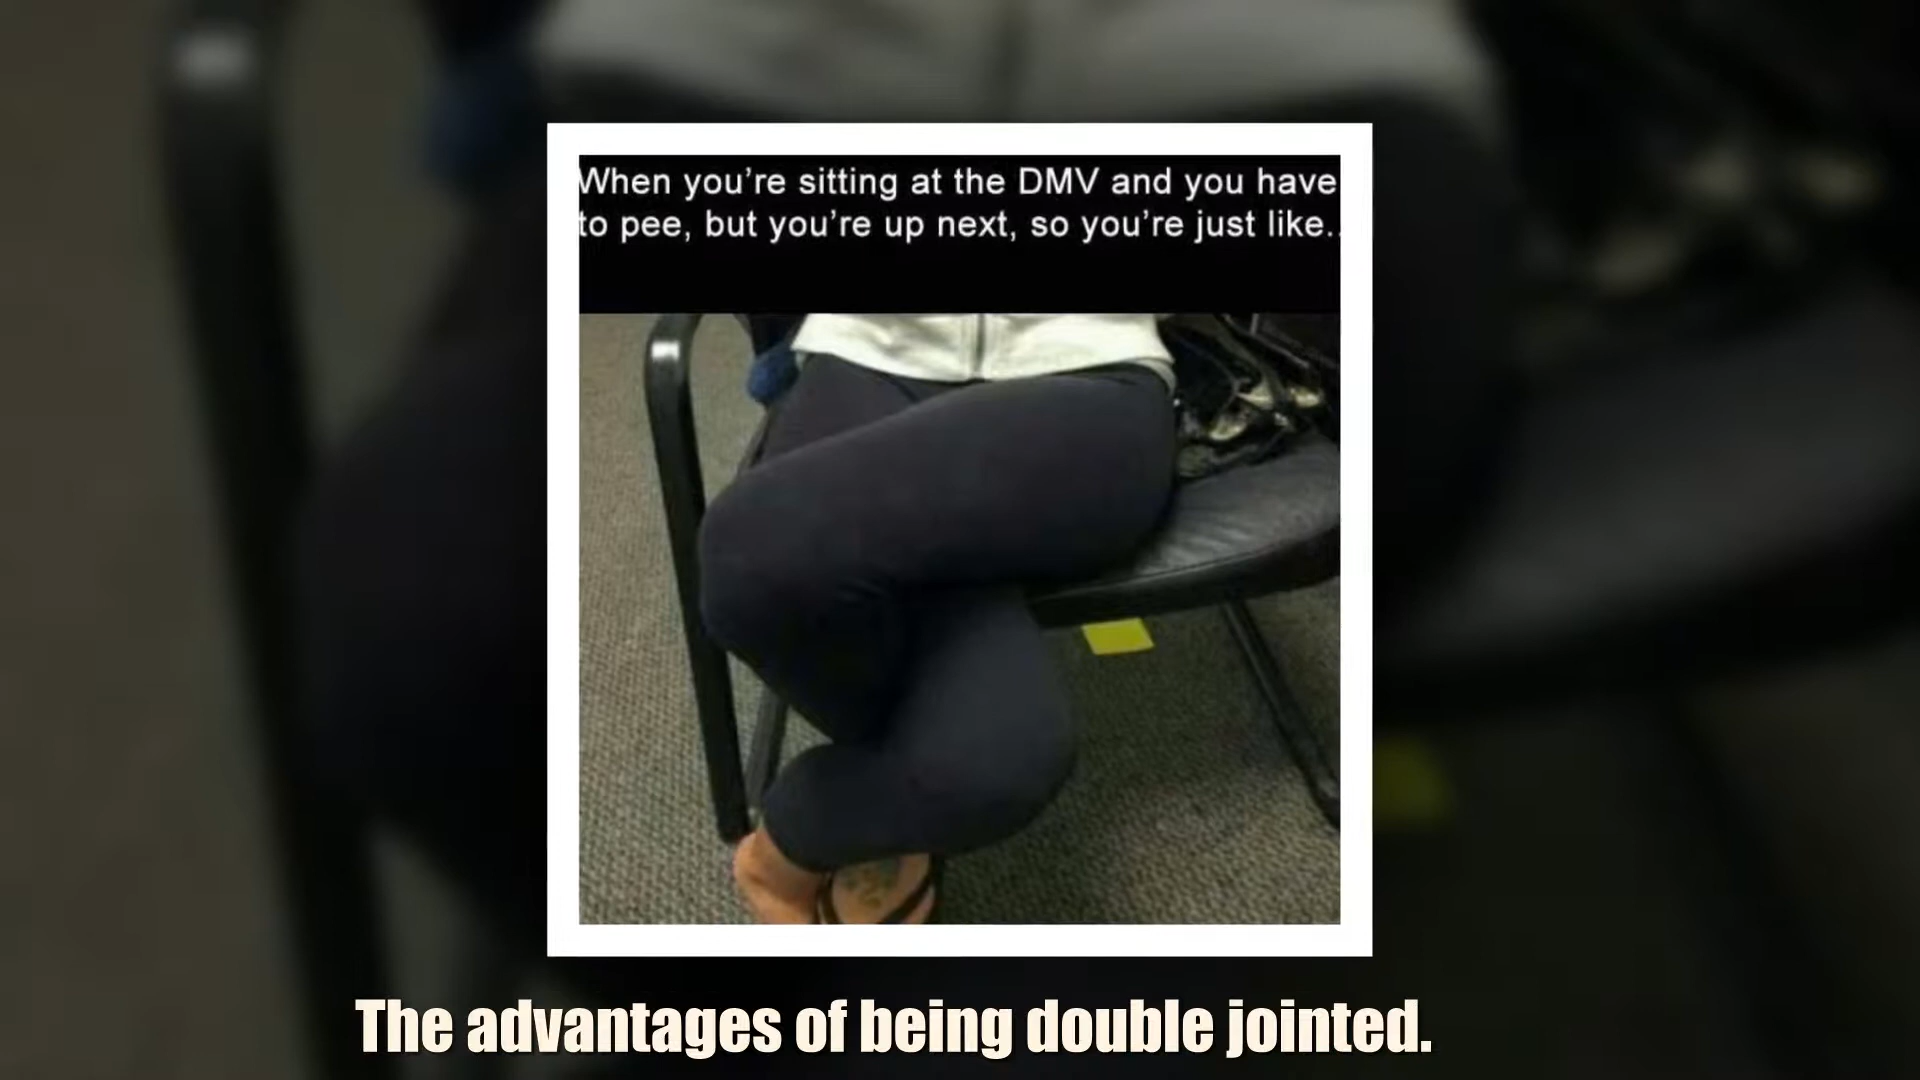 When you're sitting at the DMV and you have
to pee, but you're up next, so you're just like..
The advantages of being double jointed.